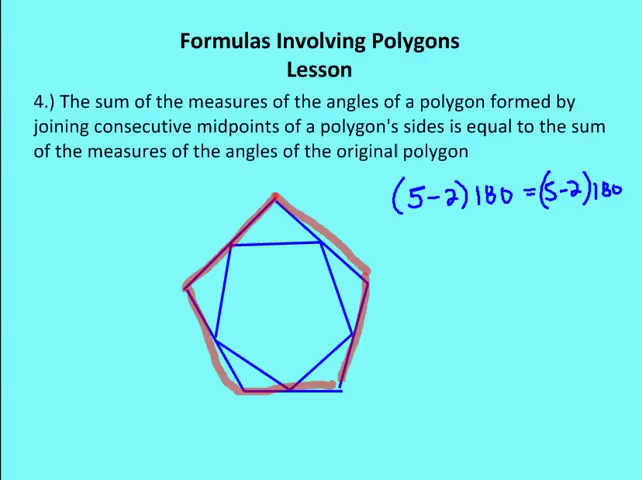 Formulas Involving Polygons
Lesson
4.) The sum of the measures of the angles of a polygon formed by
joining consecutive midpoints of a polygon's sides is equal to the sum
of the measures of the angles of the original polygon
(5-2)180 = (5-2)180